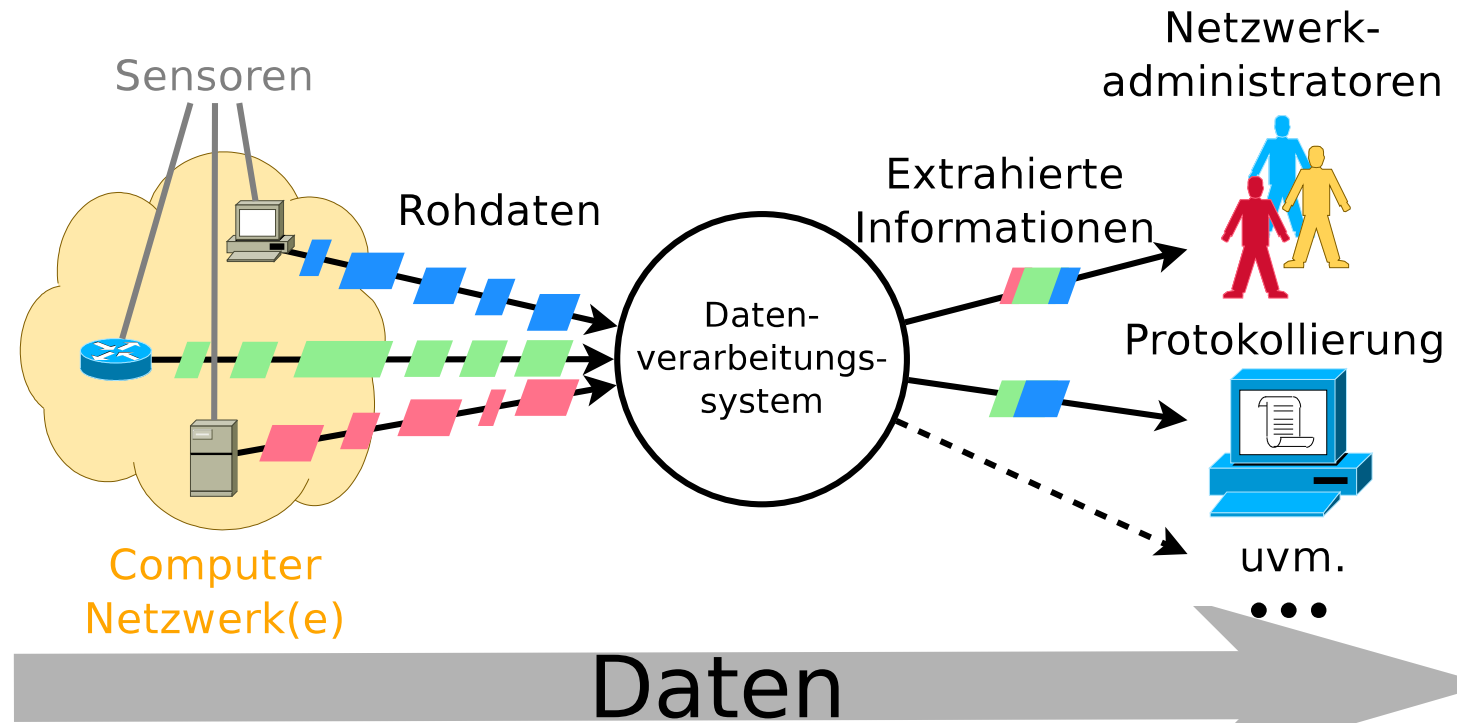 Sensoren
Rohdaten
Computer
Netzwerk(e)
Daten-
verarbeitungs-
system
Extrahierte
Informationen
Netzwerk-
administratoren
Protokollierung
uvm.
...
Daten